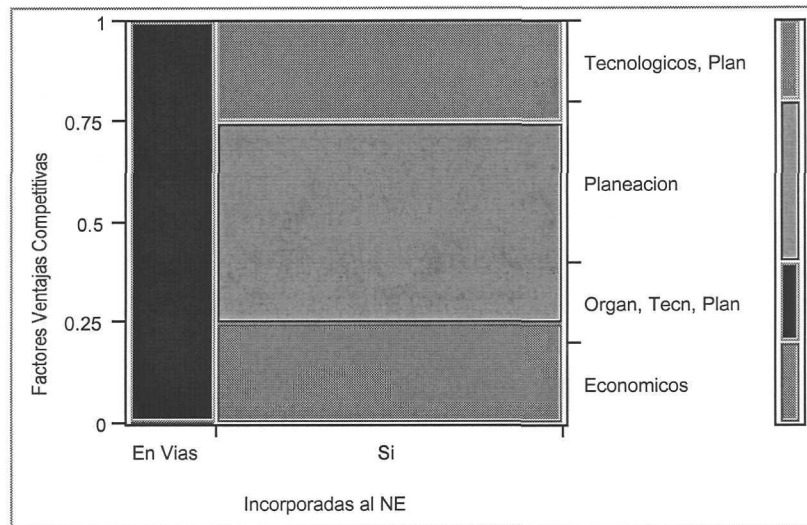 1
0.75
0.5
0.25
0
Factores Ventajas Competitivas
Tecnologicos, Plan
Planeacion
Organ, Tecn, Plan
Economicos
En Vias
Si
Incorporadas al NE